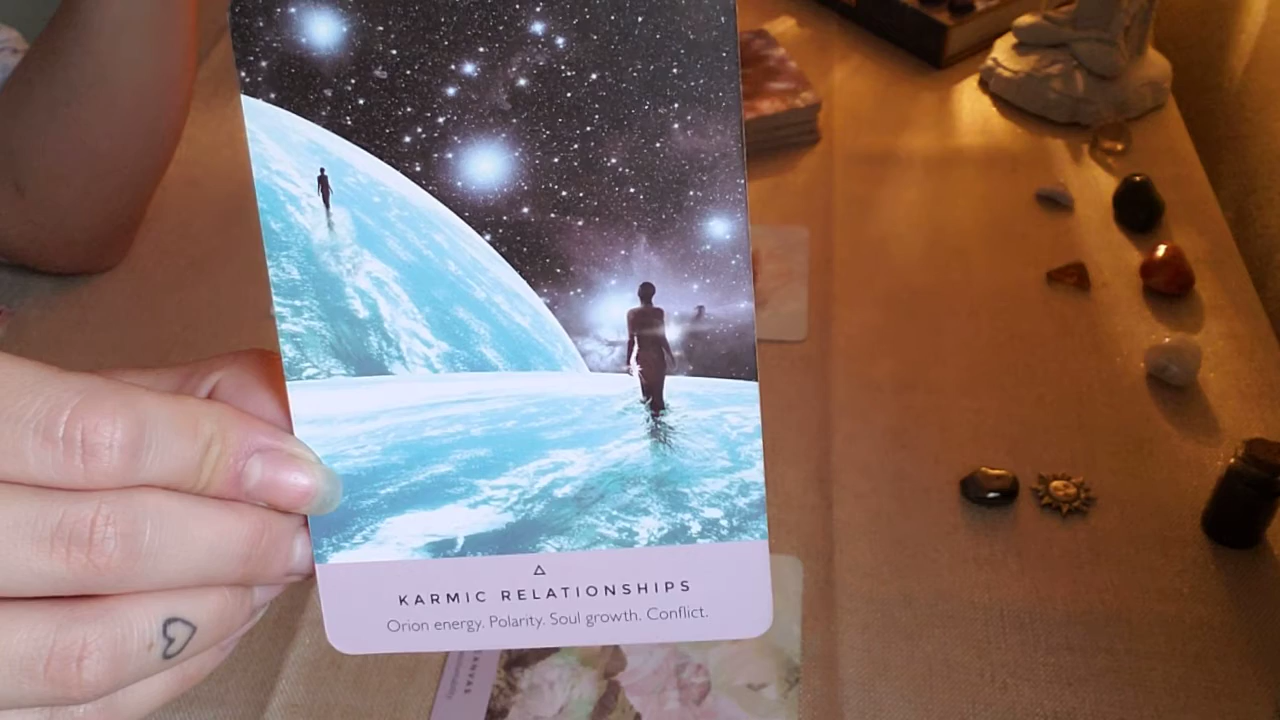 KARMIC RELATIONSHIPS
Orion energy. Polarity. Soul growth. Conflict.